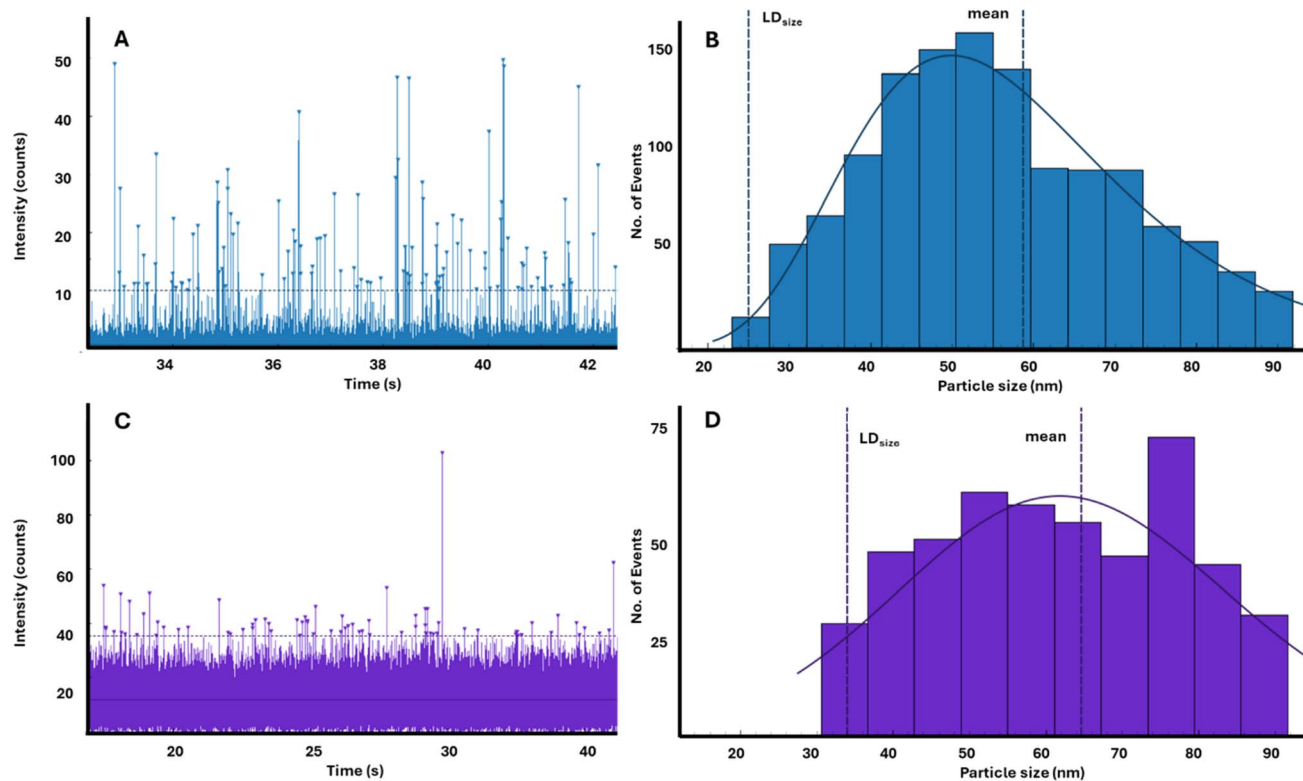 A
Intensity (counts)
50
40
30
20
10
34
36
38
40
42
Time (s)
B
LDsize
mean
No. of Events
150
100
50
20
30
40
50
60
70
80
90
Particle size (nm)
C
Intensity (counts)
100
80
60
40
20
20
25
30
40
Time (s)
D
LDsize
mean
No. of Events
75
50
25
20
30
40
50
60
70
80
90
Particle size (nm)